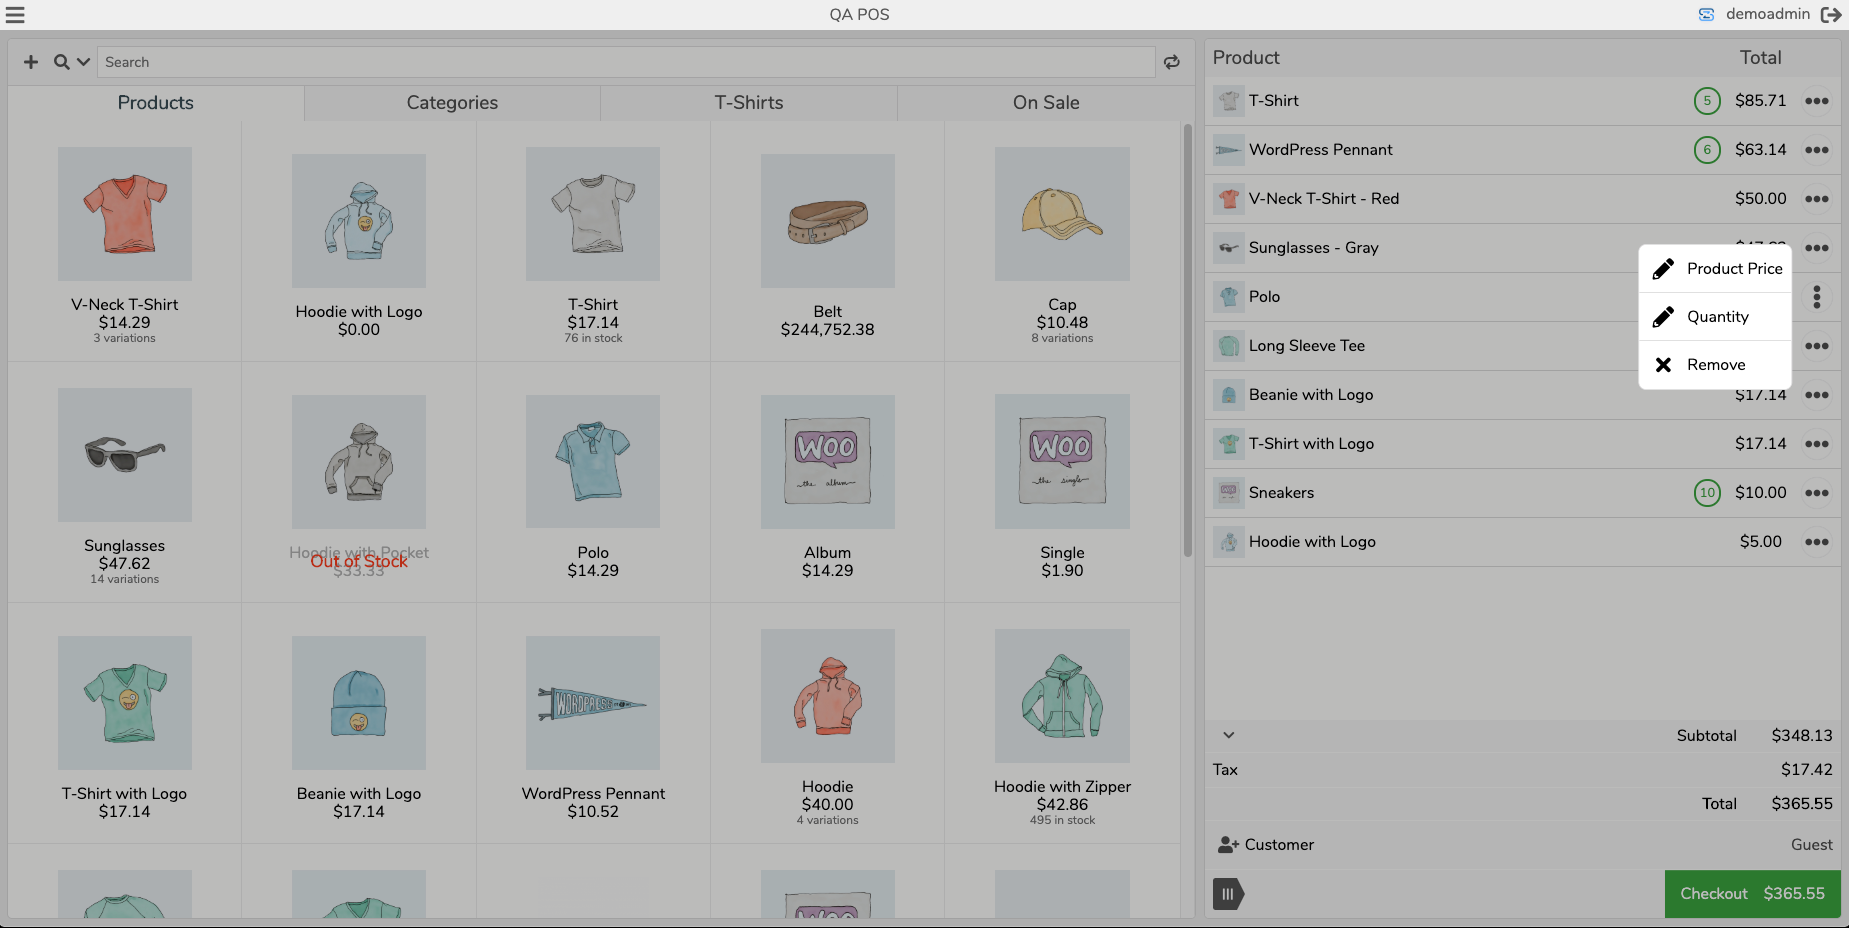 QA POS
demoadmin
Search
Products
Categories
T-Shirts
On Sale
V-Neck T-Shirt
$14.29
3 variations
Hoodie with Logo
$0.00
T-Shirt
$17.14
76 in stock
Belt
$244,752.38
Cap
$10.48
8 variations
Sunglasses
$47.62
14 variations
Hoodie with Pocket
Out of Stock
$33.33
Polo
$14.29
WOO
the album
Album
$14.29
WOO
the single
Single
$1.90
T-Shirt with Logo
$17.14
Beanie with Logo
$17.14
WORDPRESS
WordPress Pennant
$10.52
Hoodie
$40.00
4 variations
Hoodie with Zipper
$42.86
495 in stock
WOO
Product
Total
T-Shirt
5
$85.71
WordPress Pennant
6
$63.14
V-Neck T-Shirt - Red
$50.00
Sunglasses - Gray
Polo
Long Sleeve Tee
Beanie with Logo
$17.14
T-Shirt with Logo
$17.14
Sneakers
10
$10.00
Hoodie with Logo
$5.00
Product Price
Quantity
Remove
Subtotal
$348.13
Tax
$17.42
Total
$365.55
Customer
Guest
Checkout
$365.55